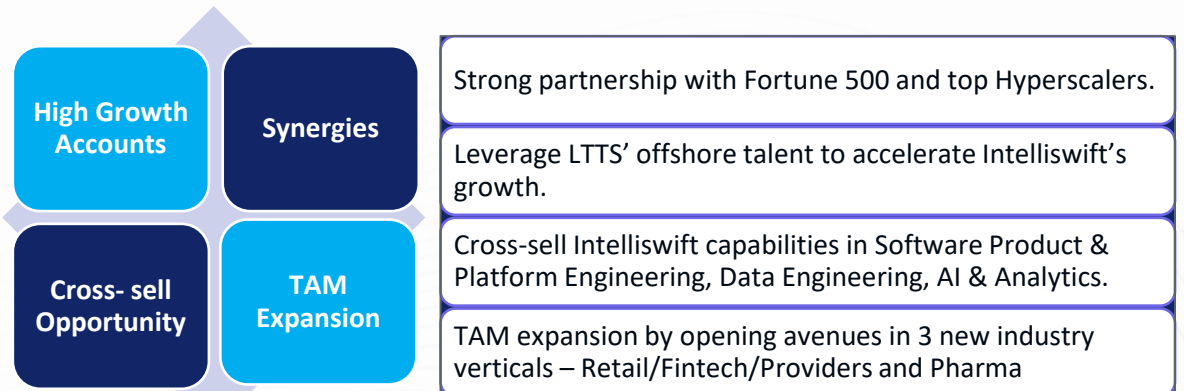 High Growth
Accounts
Synergies
Cross- sell
Opportunity
TAM
Expansion
Strong partnership with Fortune 500 and top Hyperscalers.
Leverage LTTS’ offshore talent to accelerate Intelliswift’s
growth.
Cross-sell Intelliswift capabilities in Software Product &
Platform Engineering, Data Engineering, AI & Analytics.
TAM expansion by opening avenues in 3 new industry
verticals – Retail/Fintech/Providers and Pharma